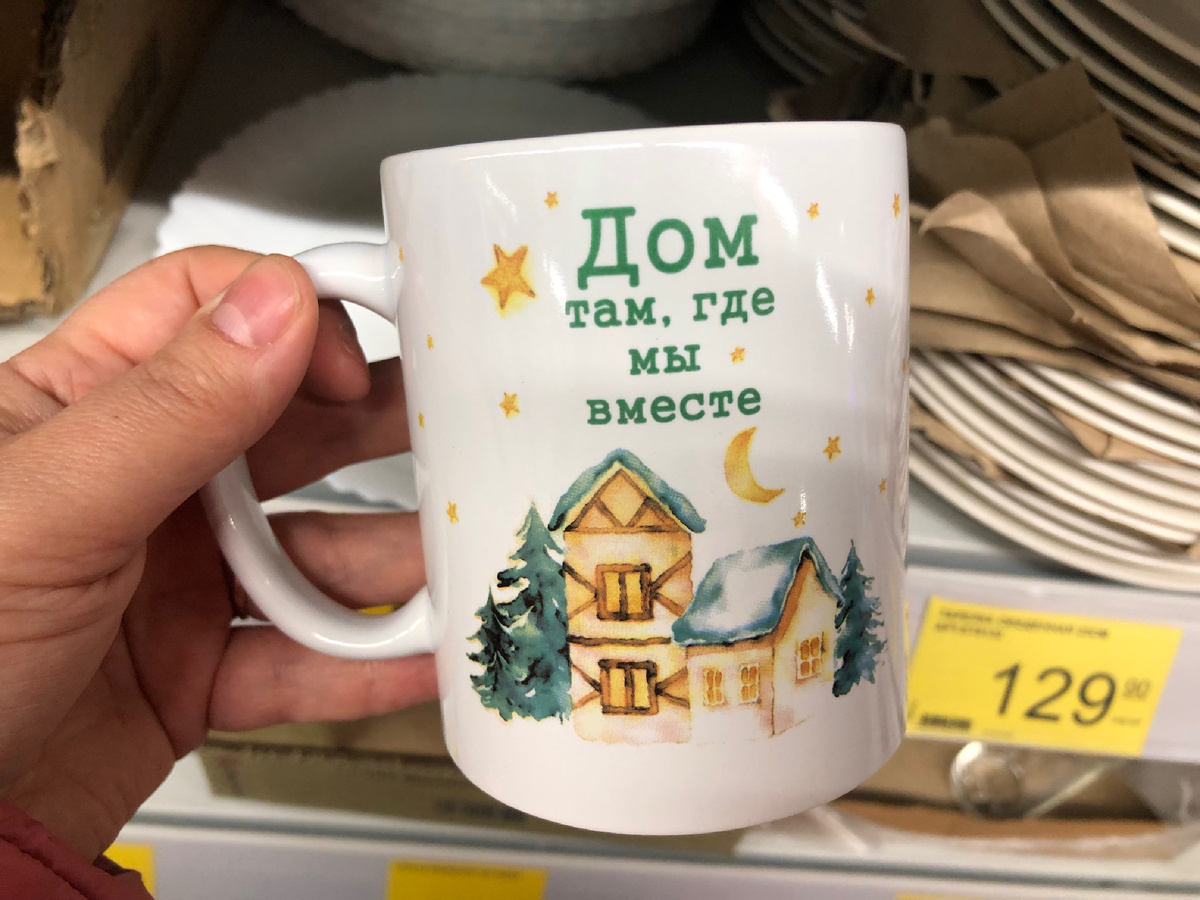 Дом
там, где
мы
вместе
129 90